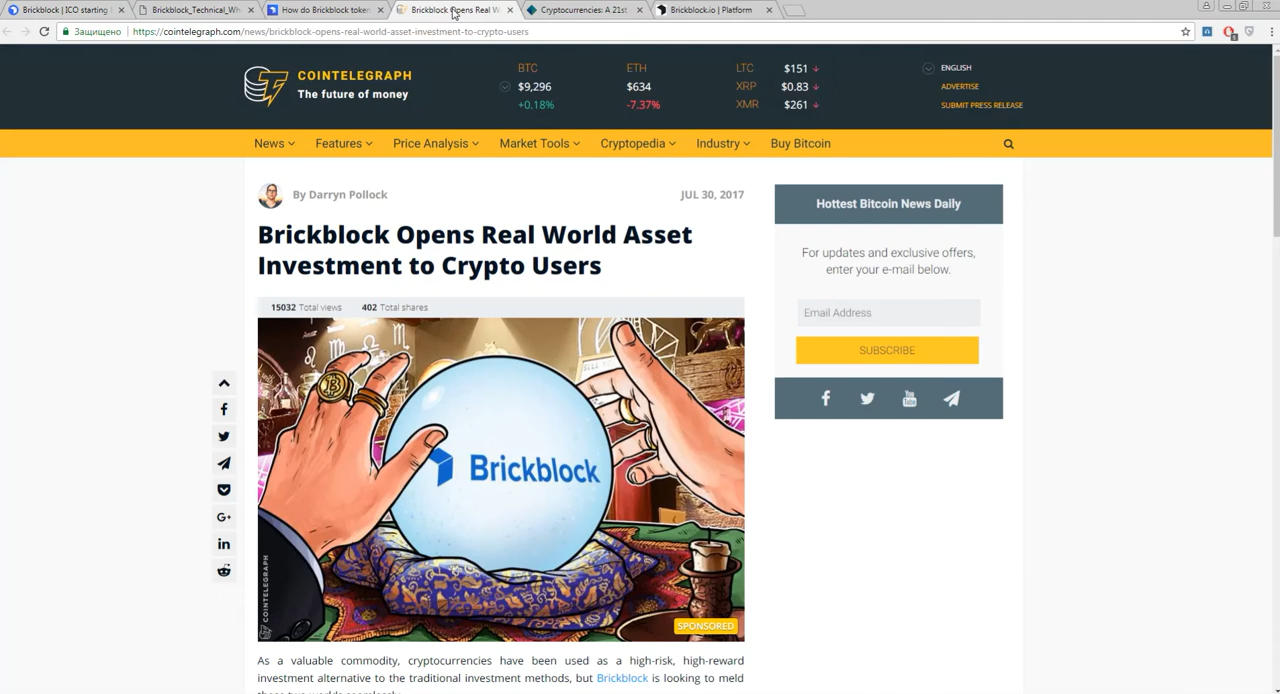 Brickblock | ICO starting
Brickblock_Technical_Wh
How do Brickblock token
Brickblock Opens Real W
Cryptocurrencies: A 21st
Brickblock.io | Platform
Защищено
https://cointelegraph.com/news/brickblock-opens-real-world-asset-investment-to-crypto-users
COINTELEGRAPH
The future of money
BTC
$9,296
+0.18%
ETH
$634
-7.37%
LTC $151
XRP $0.83
XMR $261
ENGLISH
ADVERTISE
SUBMIT PRESS RELEASE
News Features Price Analysis Market Tools Cryptopedia Industry Buy Bitcoin
By Darryn Pollock JUL 30, 2017
Brickblock Opens Real World Asset
Investment to Crypto Users
15032 Total views 402 Total shares
Brickblock
COINTELEGRAPH
SPONSORED
As a valuable commodity, cryptocurrencies have been used as a high-risk, high-reward
investment alternative to the traditional investment methods, but Brickblock is looking to meld
Hottest Bitcoin News Daily
For updates and exclusive offers,
enter your e-mail below.
Email Address
SUBSCRIBE